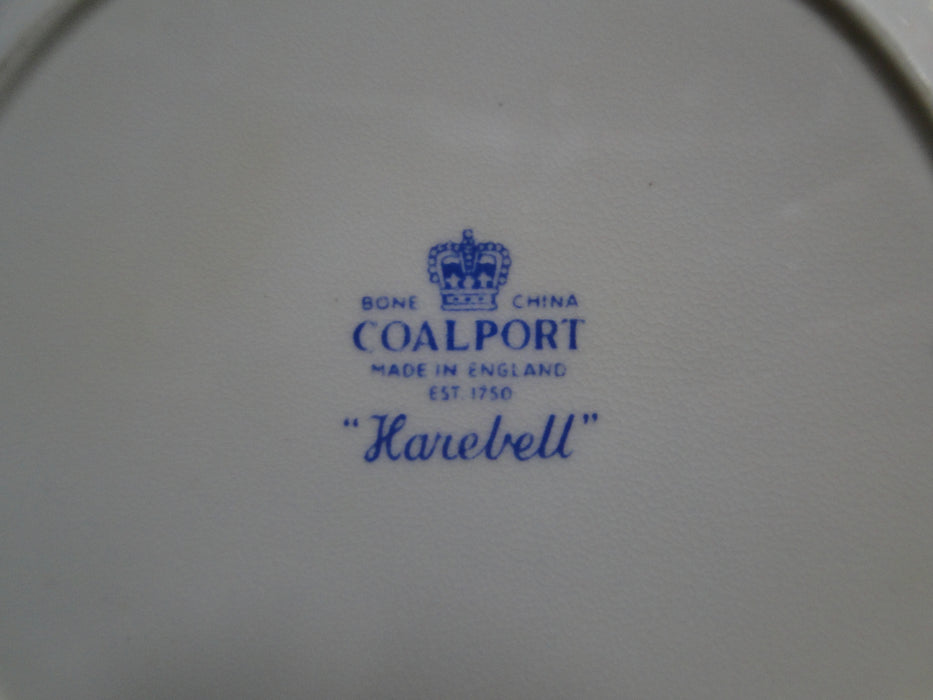 BONE CHINA
COALPORT
MADE IN ENGLAND
EST. 1750
"Harebell"